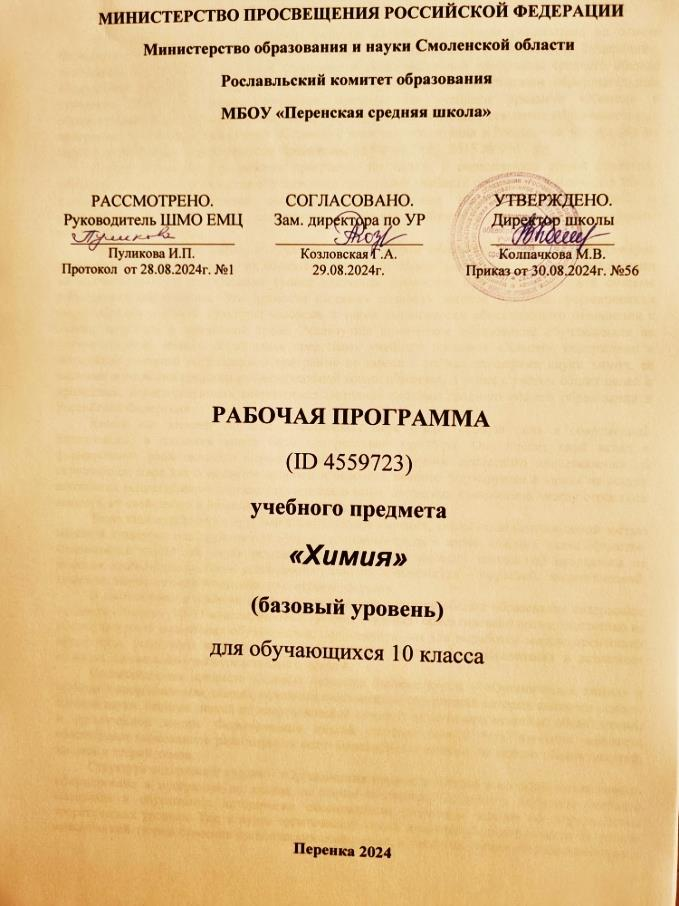 МИНИСТЕРСТВО ПРОСВЕЩЕНИЯ РОССИЙСКОЙ ФЕДЕРАЦИИ
Министерство образования и науки Смоленской области
Рославльский комитет образования
МБОУ «Перенская средняя школа»
РАССМОТРЕНО.
Руководитель ШМО ЕМЦ
Пуликова И.П.
Протокол от 28.08.2024г. №1
СОГЛАСОВАНО.
Зам. директора по УР
Козловская Г.А.
29.08.2024г.
УТВЕРЖДЕНО.
Директор школы
Колпачкова М.В.
Приказ от 30.08.2024г. №56
РАБОЧАЯ ПРОГРАММА
(ID 4559723)
учебного предмета
«Химия»
(базовый уровень)
для обучающихся 10 класса
Перенка 2024